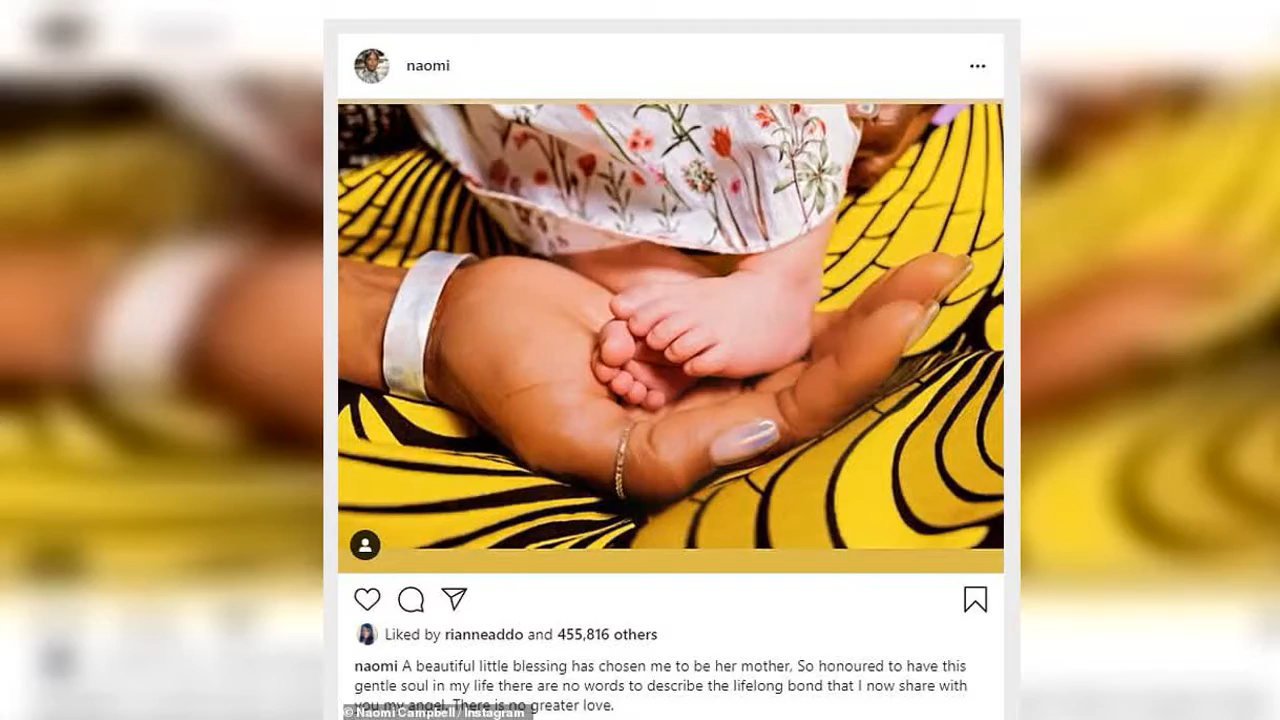 naomi
Liked by rianneaddo and 455,816 others
naomi A beautiful little blessing has chosen me to be her mother, So honoured to have this
gentle soul in my life there are no words to describe the lifelong bond that I now share with
you my angel. There is no greater love.
© Naomi Campbell / Instagram